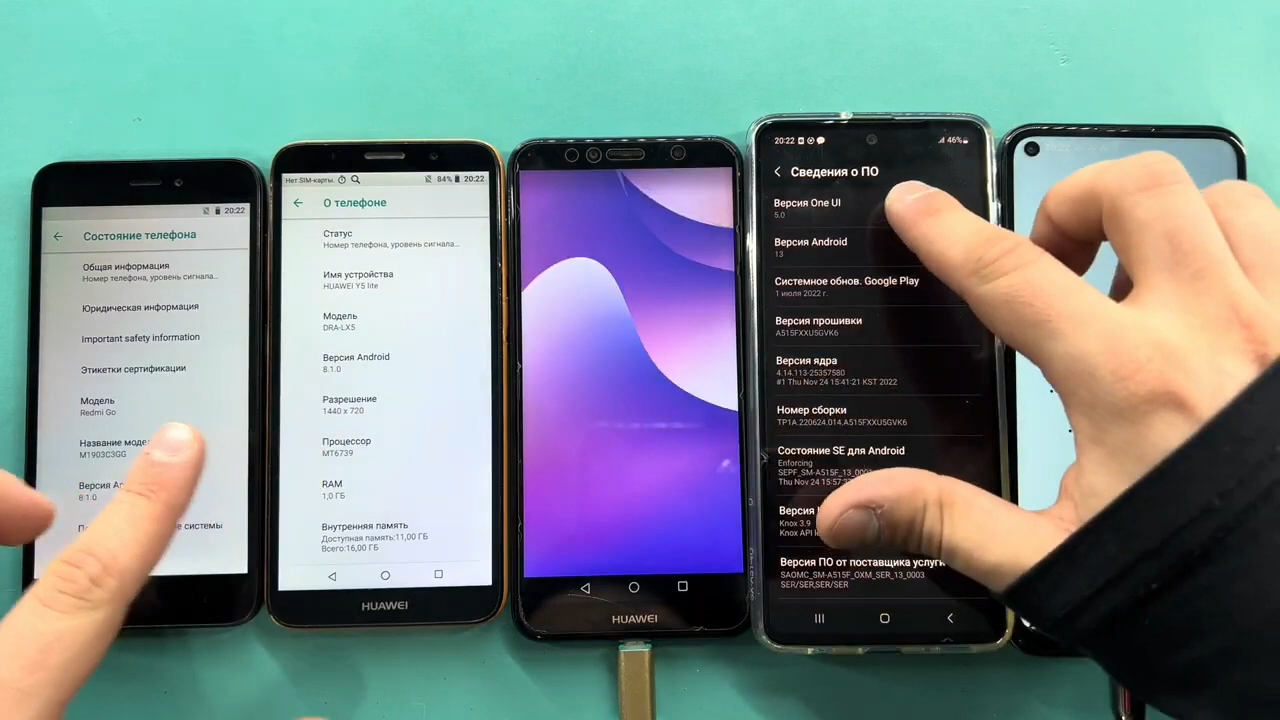 20:22
Состояние телефона
Общая информация
Номер телефона, уровень сигнала...
Юридическая информация
Important safety information
Этикетки сертификации
Модель
Redmi Go
Название
M1903C3GG
Версия
8.1.0
системы
Нет SIM-карты.
84%
20:22
О телефоне
Статус
Номер телефона, уровень сигнала...
Имя устройства
HUAWEI Y5 lite
Модель
DRA-LX5
Версия Android
8.1.0
Разрешение
1440 x 720
Процессор
MT6739
RAM
1,0 ГБ
Внутренняя память
Доступная память:11,00 ГБ
Всего:16,00 ГБ
HUAWEI
HUAWEI
20:22
46%
Сведения о ПО
Версия One UI
5.0
Версия Android
13
Системное обнов. Google Play
1 июля 2022 г.
Версия прошивки
A515FXXU5GVK6
Версия ядра
4.14.113-25357580
#1 Thu Nov 24 15:41:21 KST 2022
Номер сборки
TP1A.220624.014.A515FXXU5GVK6
Состояние SE для Android
Enforcing
SEPF_SM-A515F_13_0003
Thu Nov 24 15:57:
Версия
Knox 3.9
Knox API
Версия ПО от поставщика услуги
SAOMC_SM-A515F_OXM_SER_13_0003
SER/SER,SER/SER